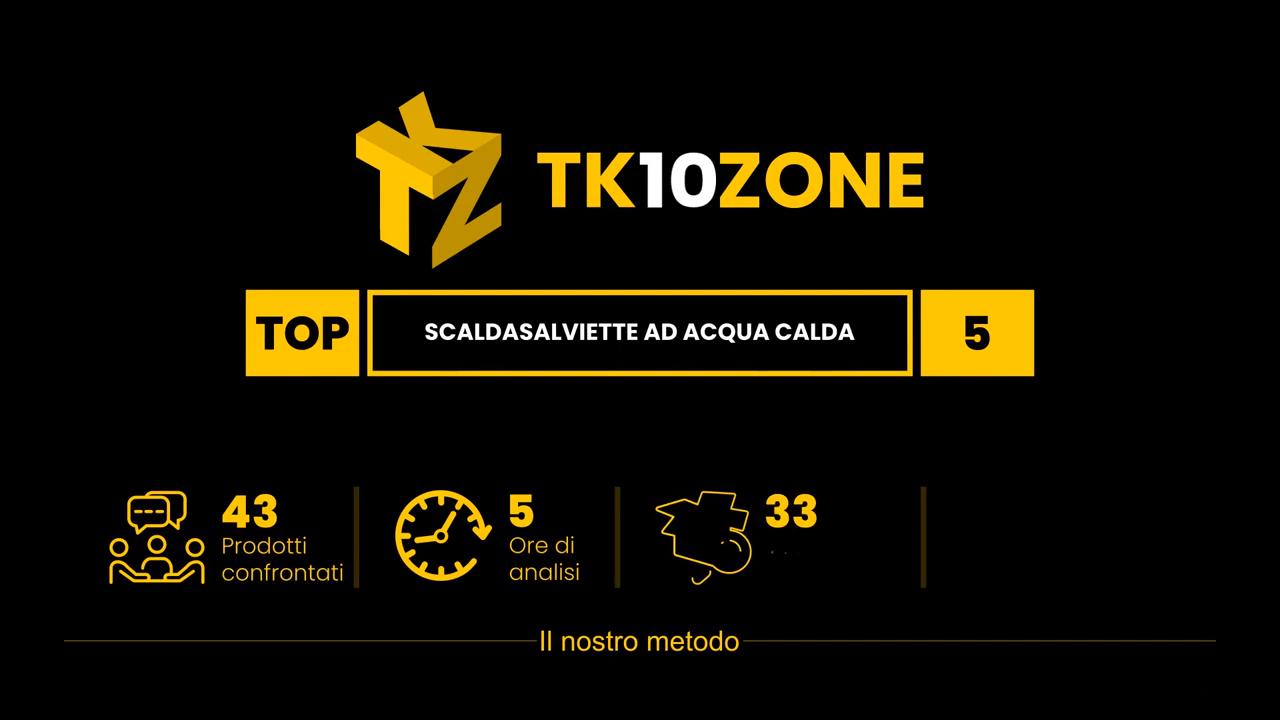 TK10ZONE
TOP
SCALDASALVIETTE AD ACQUA CALDA
5
43
Prodotti
confrontati
5
Ore di
analisi
33
Il nostro metodo